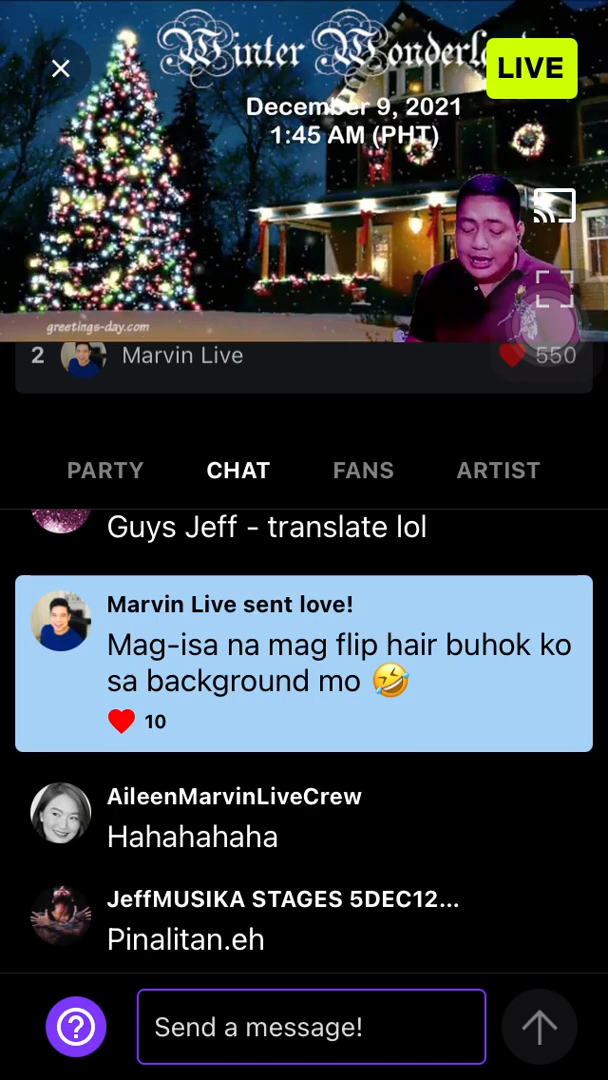 Winter Wonderland
LIVE
December 9, 2021
1:45 AM (PHT)
greetings-day.com
2 Marvin Live 550
PARTY CHAT FANS ARTIST
Guys Jeff - translate lol
Marvin Live sent love!
Mag-isa na mag flip hair buhok ko
sa background mo 🤣
10
AileenMarvinLiveCrew
Hahahahaha
JeffMUSIKA STAGES 5DEC12...
Pinalitan.eh
Send a message!